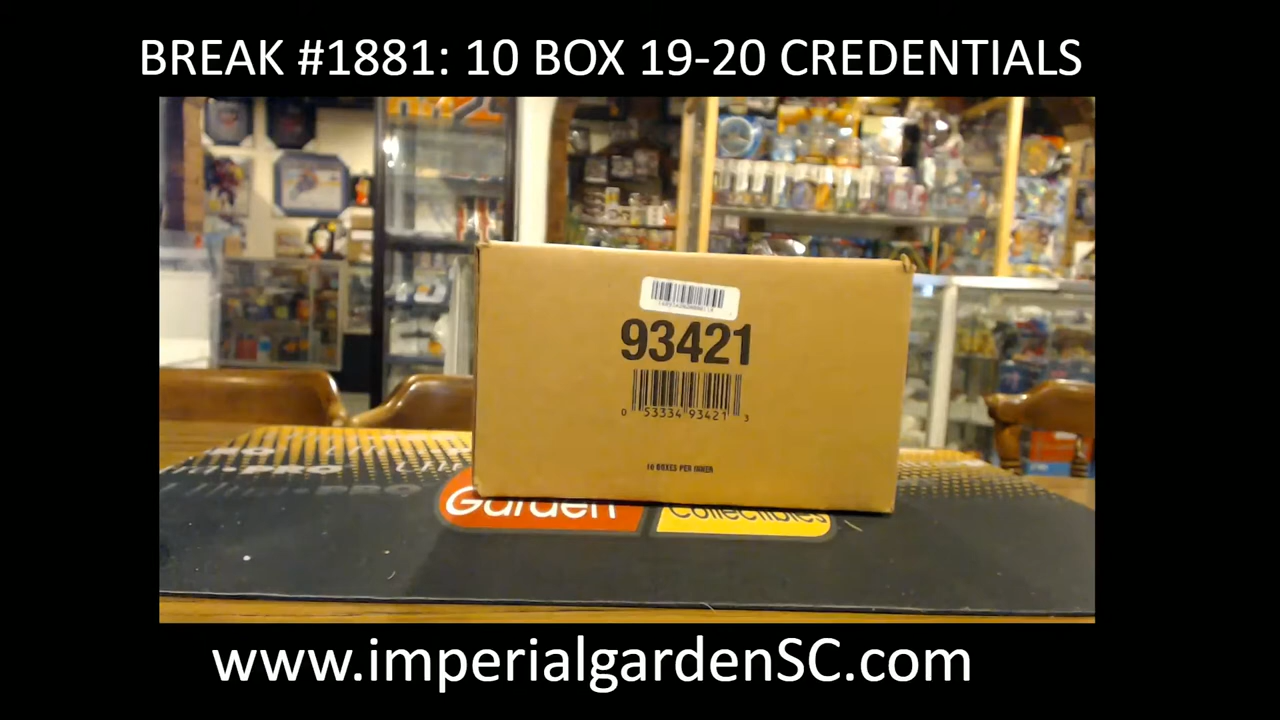 BREAK #1881: 10 BOX 19-20 CREDENTIALS
93421
0 53334 93421 3
10 BOXES PER INNER
Garden Collectibles
www.imperialgardenSC.com